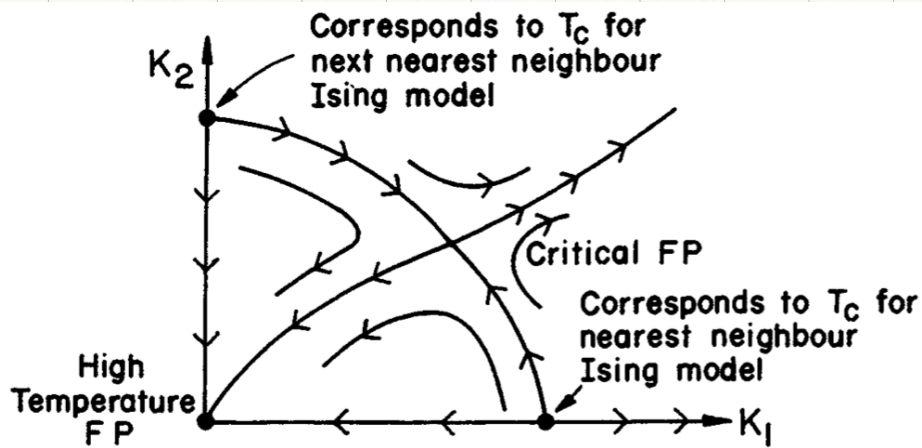 Corresponds to T_C for
next nearest neighbour
Ising model
K_2
Critical FP
Corresponds to T_C for
nearest neighbour
Ising model
High
Temperature
FP
K_1